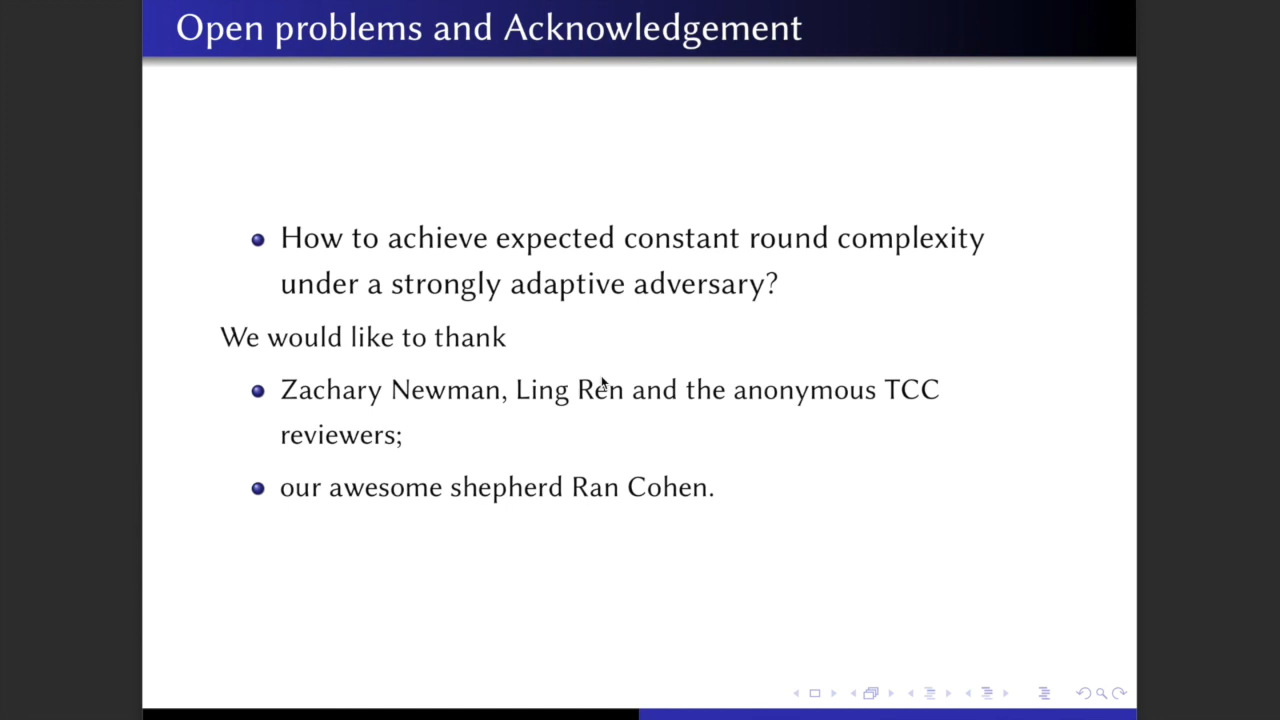 Open problems and Acknowledgement
How to achieve expected constant round complexity
under a strongly adaptive adversary?
We would like to thank
Zachary Newman, Ling Ren and the anonymous TCC
reviewers;
our awesome shepherd Ran Cohen.